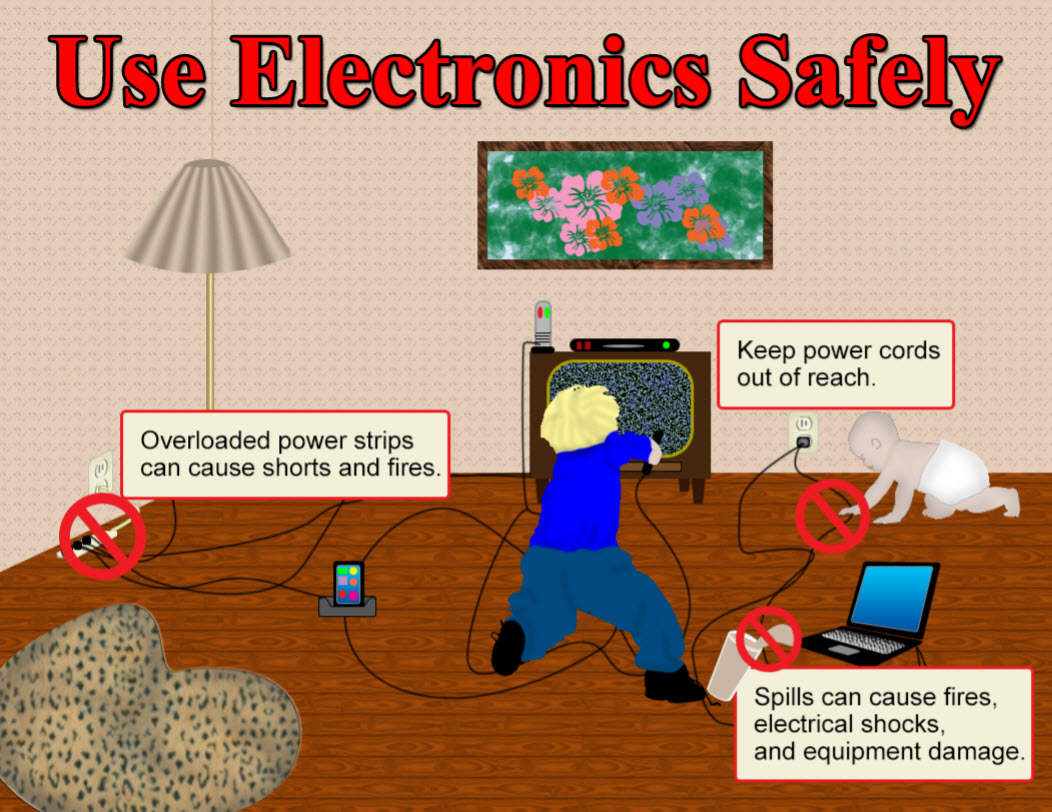 Use Electronics Safely
Keep power cords
out of reach.
Overloaded power strips
can cause shorts and fires.
Spills can cause fires,
electrical shocks,
and equipment damage.